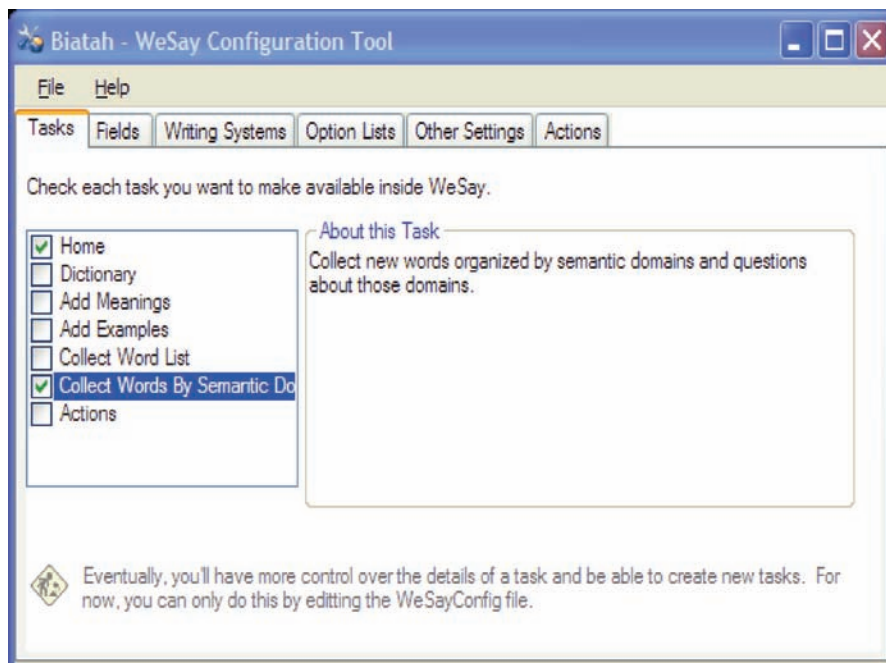 Biatah - WeSay Configuration Tool
File Help
Tasks Fields Writing Systems Option Lists Other Settings Actions
Check each task you want to make available inside WeSay.
Home
Dictionary
Add Meanings
Add Examples
Collect Word List
Collect Words By Semantic Do
Actions
About this Task
Collect new words organized by semantic domains and questions
about those domains.
Eventually, you'll have more control over the details of a task and be able to create new tasks. For
now, you can only do this by editting the WeSayConfig file.